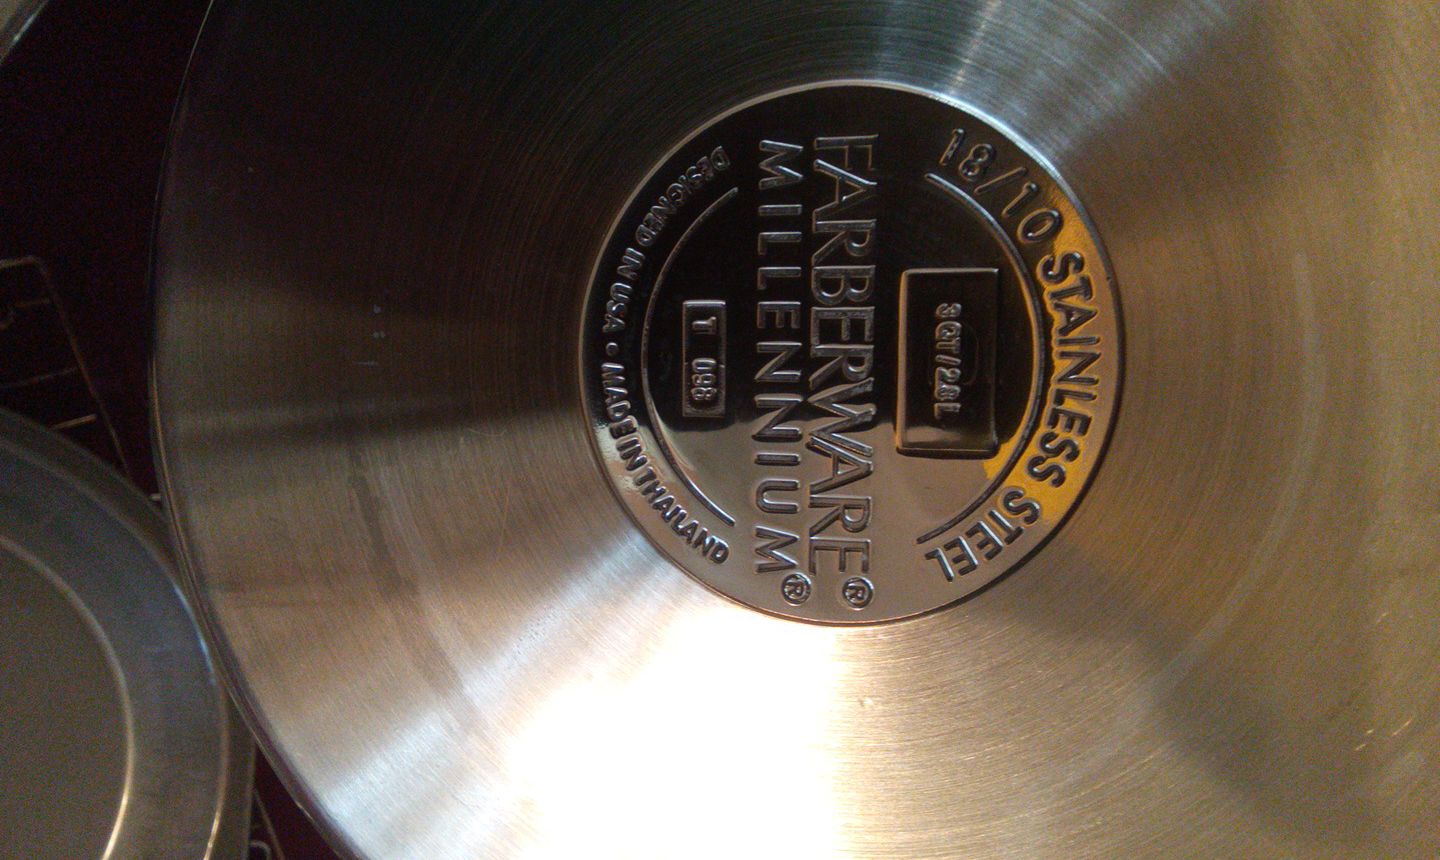 18/10 STAINLESS STEEL
3QT/2.8L
FARBERWARE®
MILLENNIUM®
T 098
DESIGNED IN USA • MADE IN THAILAND